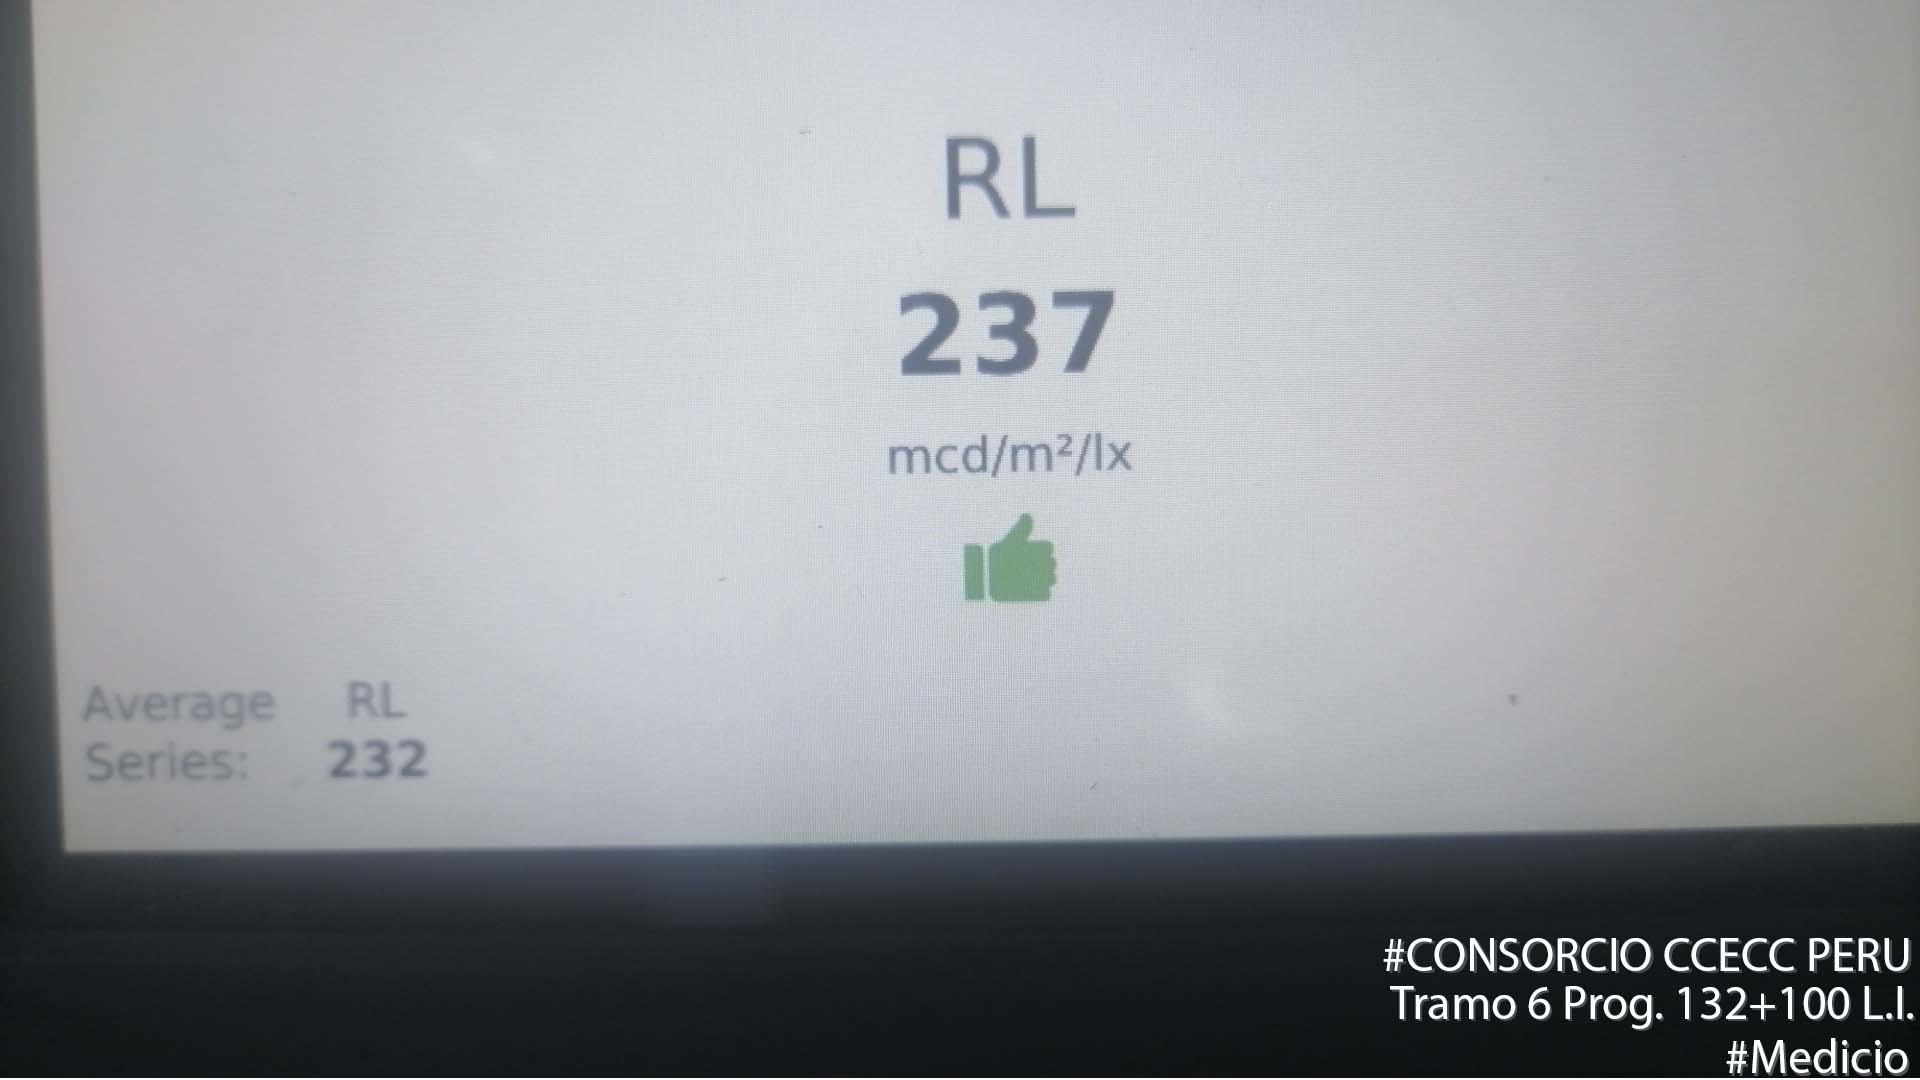 RL
237
mcd/m²/lx
Average RL
Series: 232
#CONSORCIO CCECC PERU
Tramo 6 Prog. 132+100 L.I.
#Medicio